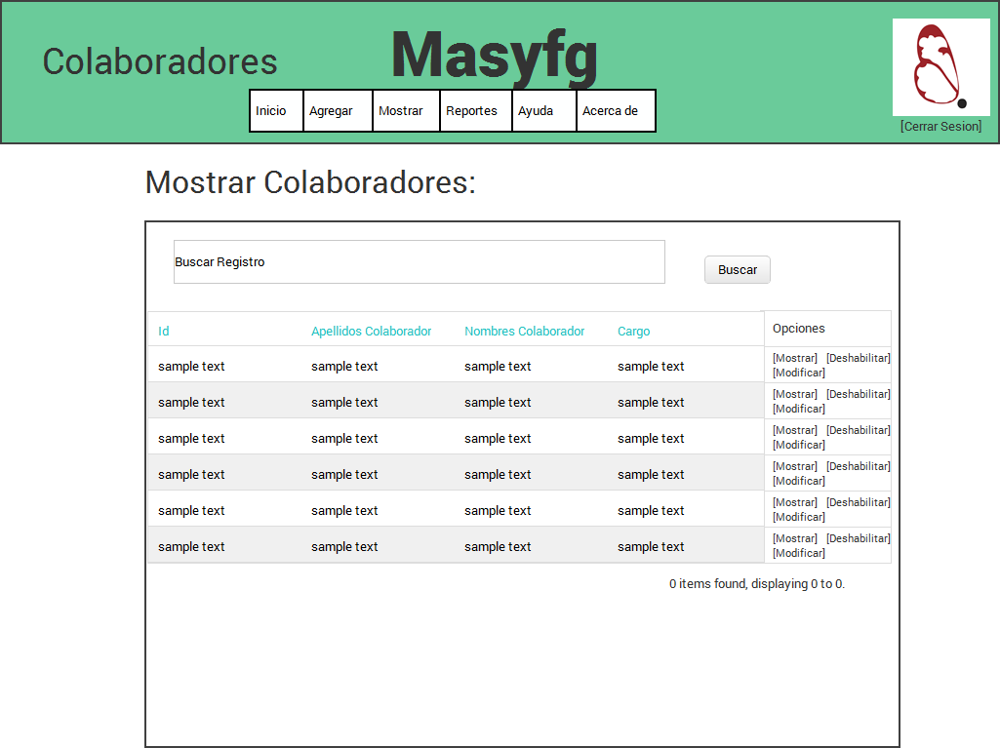 Colaboradores
Masyfg
Inicio Agregar Mostrar Reportes Ayuda Acerca de
[Cerrar Sesion]
Mostrar Colaboradores:
Buscar Registro
Buscar
Id Apellidos Colaborador Nombres Colaborador Cargo Opciones
sample text sample text sample text sample text [Mostrar] [Deshabilitar]
[Modificar]
sample text sample text sample text sample text [Mostrar] [Deshabilitar]
[Modificar]
sample text sample text sample text sample text [Mostrar] [Deshabilitar]
[Modificar]
sample text sample text sample text sample text [Mostrar] [Deshabilitar]
[Modificar]
sample text sample text sample text sample text [Mostrar] [Deshabilitar]
[Modificar]
sample text sample text sample text sample text [Mostrar] [Deshabilitar]
[Modificar]
0 items found, displaying 0 to 0.